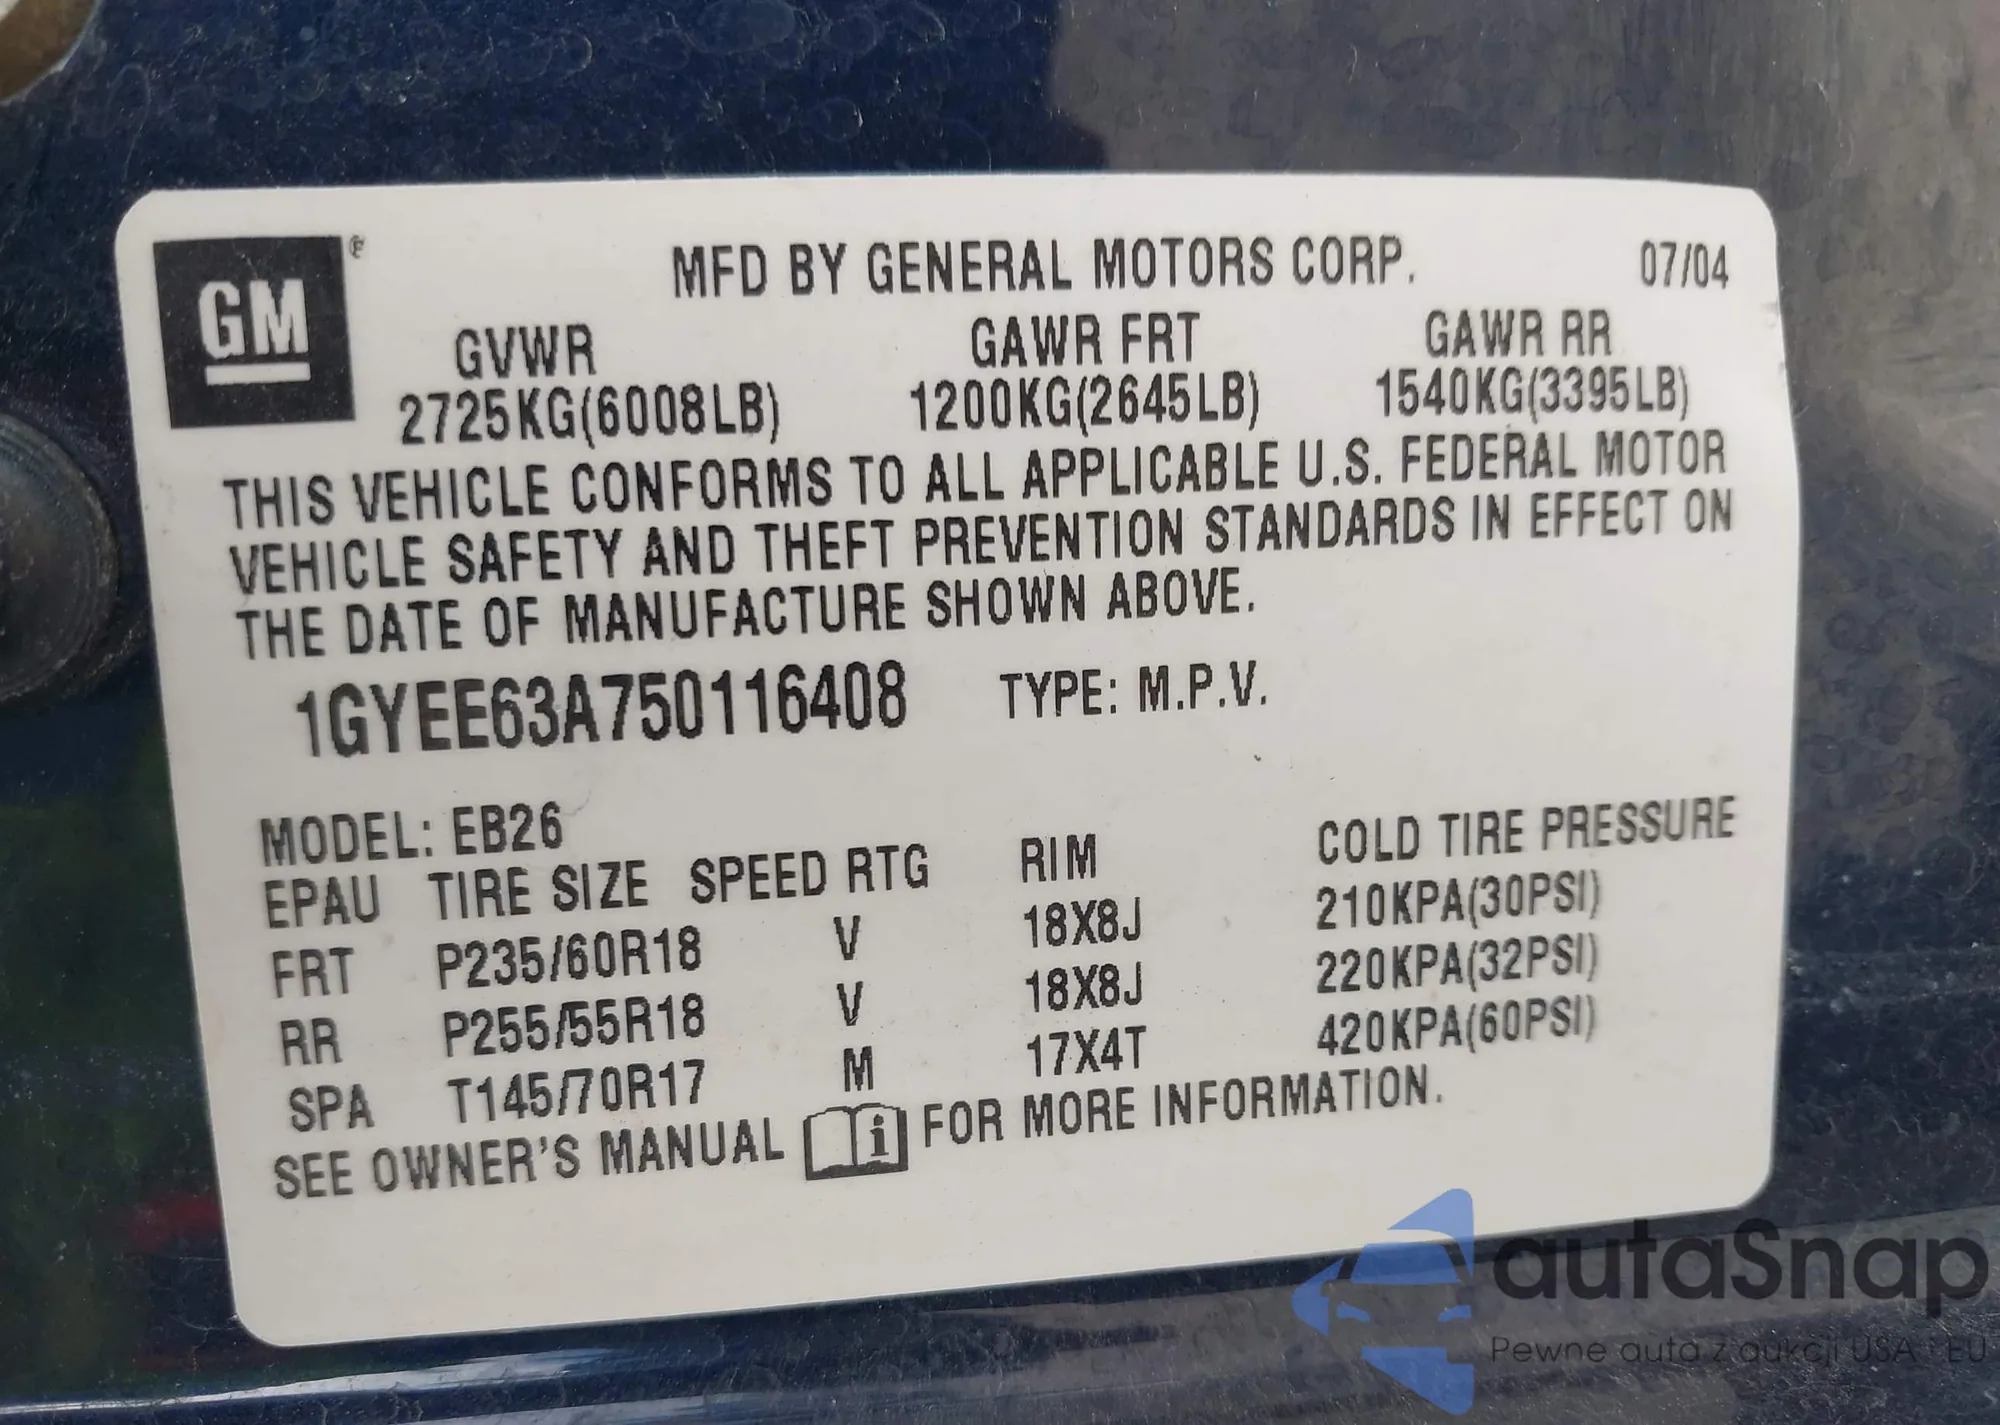 GM
MFD BY GENERAL MOTORS CORP. 07/04
GVWR GAWR FRT GAWR RR
2725KG(6008LB) 1200KG(2645LB) 1540KG(3395LB)
THIS VEHICLE CONFORMS TO ALL APPLICABLE U.S. FEDERAL MOTOR
VEHICLE SAFETY AND THEFT PREVENTION STANDARDS IN EFFECT ON
THE DATE OF MANUFACTURE SHOWN ABOVE.
1GYEE63A750116408 TYPE: M.P.V.
MODEL: EB26
EPAU TIRE SIZE SPEED RTG RIM COLD TIRE PRESSURE
FRT P235/60R18 V 18X8J 210KPA(30PSI)
RR P255/55R18 V 18X8J 220KPA(32PSI)
SPA T145/70R17 M 17X4T 420KPA(60PSI)
SEE OWNER'S MANUAL i FOR MORE INFORMATION.
autaSnap
Pewne auta z aukcji USA i EU